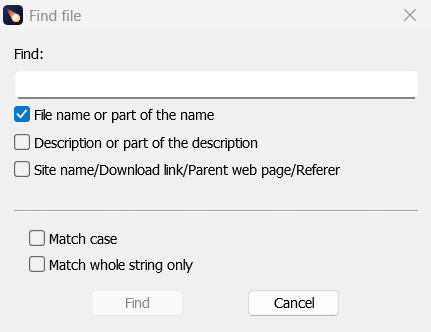 Find file
Find:
File name or part of the name
Description or part of the description
Site name/Download link/Parent web page/Referer
Match case
Match whole string only
Find Cancel